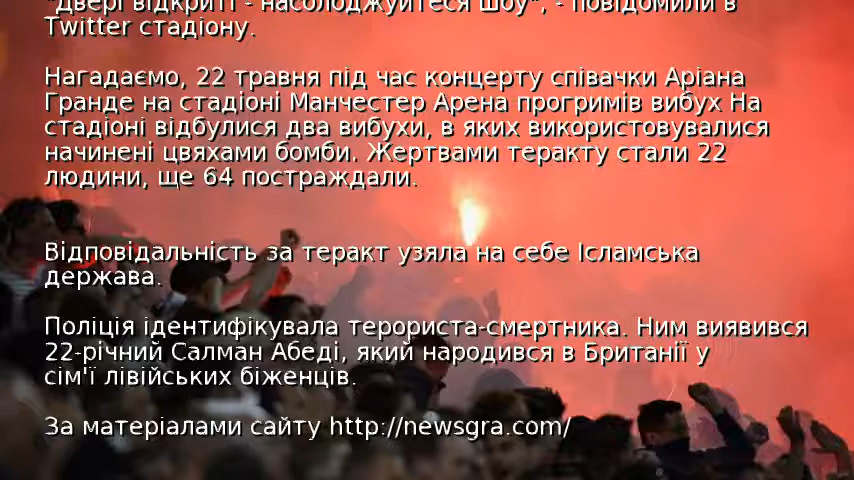 "Двері відкриті - насолоджуйтеся шоу", - повідомили в
Twitter стадіону.
Нагадаємо, 22 травня під час концерту співачки Аріана
Гранде на стадіоні Манчестер Арена прогримів вибух На
стадіоні відбулися два вибухи, в яких використовувалися
начинені цвяхами бомби. Жертвами теракту стали 22
людини, ще 64 постраждали.
Відповідальність за теракт узяла на себе Ісламська
держава.
Поліція ідентифікувала терориста-смертника. Ним виявився
22-річний Салман Абеді, який народився в Британії у
сім'ї лівійських біженців.
За матеріалами сайту http://newsgra.com/